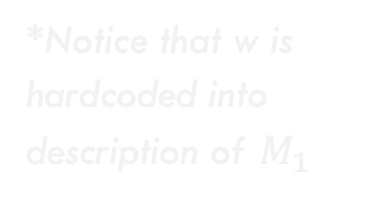 *Notice that w is
hardcoded into
description of M₁